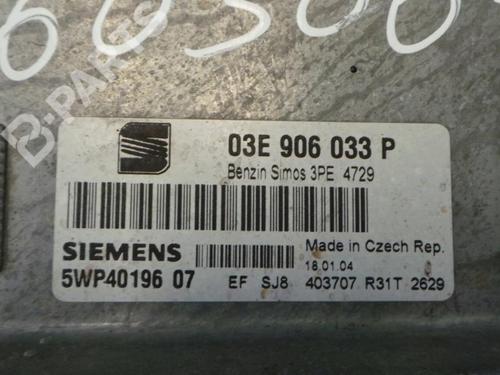 B-PARTS
03E 906 033 P
Benzin Simos 3PE 4729
SIEMENS
Made in Czech Rep.
18.01.04
5WP40196 07
EF SJ8 403707 R31T 2629